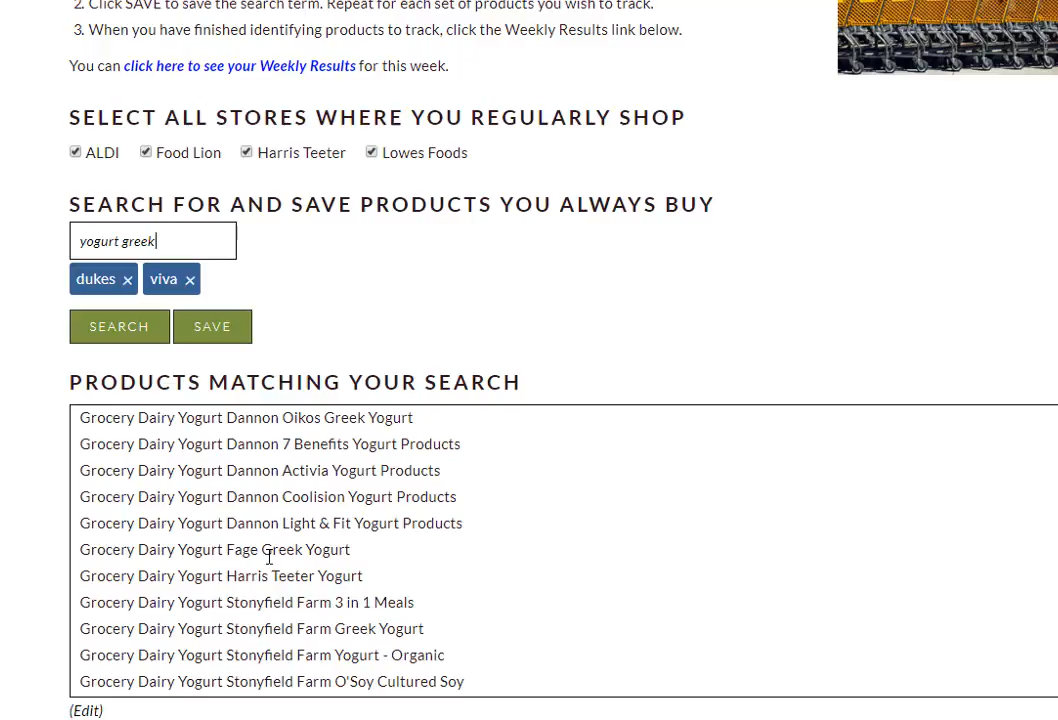 2. Click SAVE to save the search term. Repeat for each set of products you wish to track.
3. When you have finished identifying products to track, click the Weekly Results link below.
You can click here to see your Weekly Results for this week.
SELECT ALL STORES WHERE YOU REGULARLY SHOP
ALDI Food Lion Harris Teeter Lowes Foods
SEARCH FOR AND SAVE PRODUCTS YOU ALWAYS BUY
yogurt greek
dukes × viva ×
SEARCH SAVE
PRODUCTS MATCHING YOUR SEARCH
Grocery Dairy Yogurt Dannon Oikos Greek Yogurt
Grocery Dairy Yogurt Dannon 7 Benefits Yogurt Products
Grocery Dairy Yogurt Dannon Activia Yogurt Products
Grocery Dairy Yogurt Dannon Coolision Yogurt Products
Grocery Dairy Yogurt Dannon Light & Fit Yogurt Products
Grocery Dairy Yogurt Fage Greek Yogurt
Grocery Dairy Yogurt Harris Teeter Yogurt
Grocery Dairy Yogurt Stonyfield Farm 3 in 1 Meals
Grocery Dairy Yogurt Stonyfield Farm Greek Yogurt
Grocery Dairy Yogurt Stonyfield Farm Yogurt - Organic
Grocery Dairy Yogurt Stonyfield Farm O'Soy Cultured Soy
(Edit)